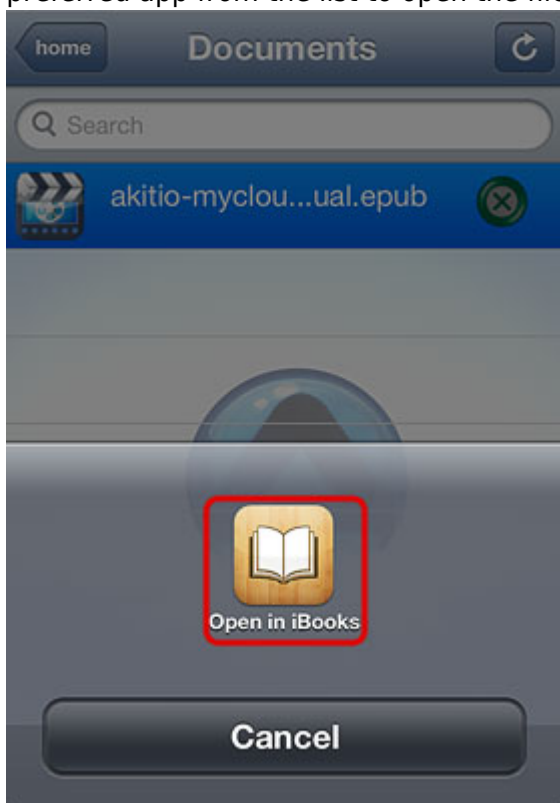 preferred app from the list to open the file
home
Documents
Search
akitio-myclou...ual.epub
Open in iBooks
Cancel